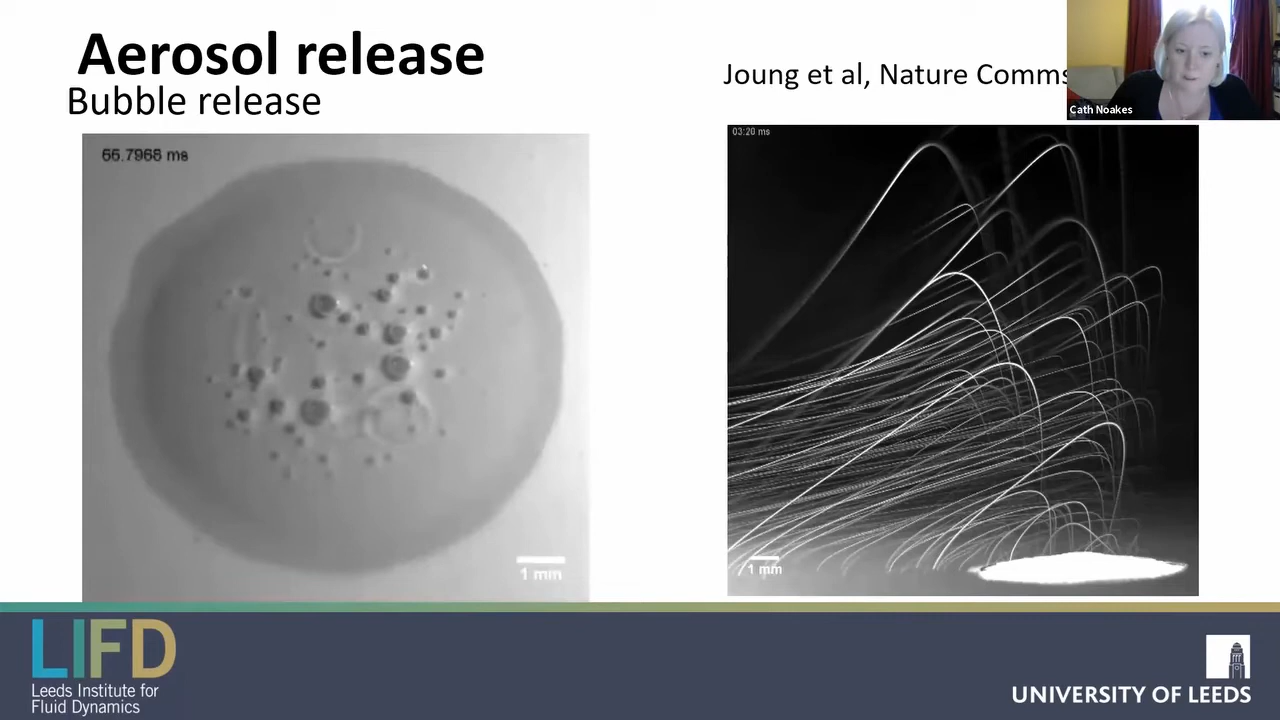 Aerosol release
Bubble release
Joung et al, Nature Comms
Cath Noakes
66.7968 ms
1 mm
03:20 ms
1 mm
LIFD
Leeds Institute for
Fluid Dynamics
UNIVERSITY OF LEEDS